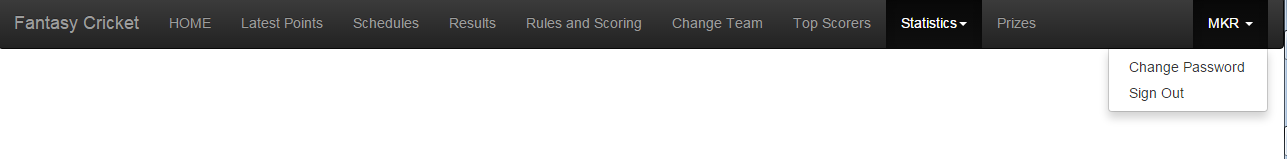 Fantasy Cricket HOME Latest Points Schedules Results Rules and Scoring Change Team Top Scorers Statistics Prizes MKR
Change Password
Sign Out